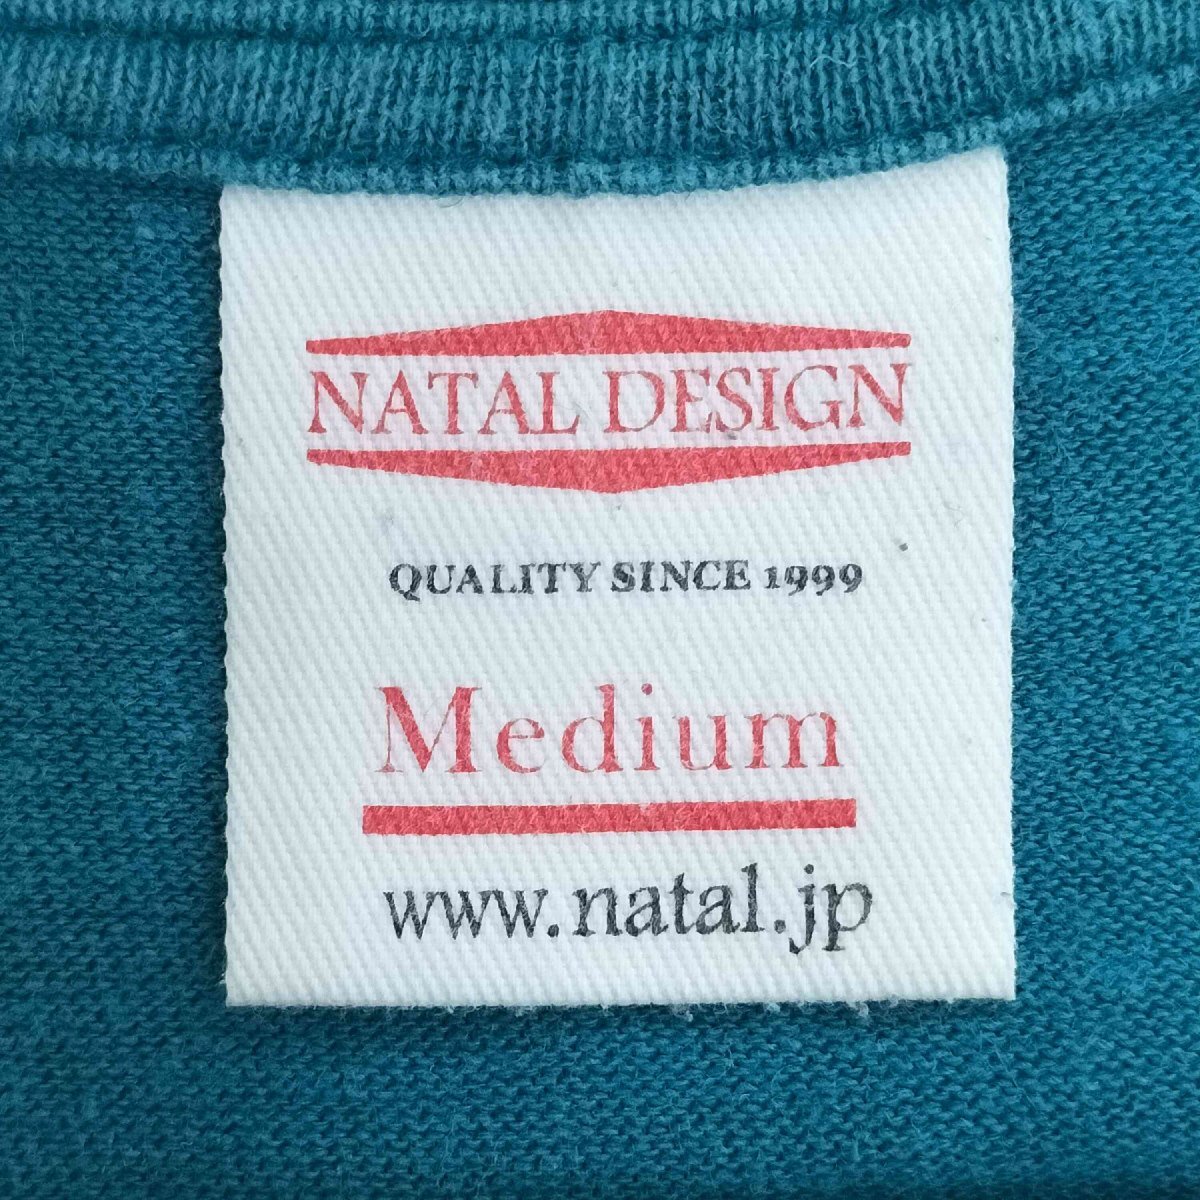 NATAL DESIGN
QUALITY SINCE 1999
Medium
www.natal.jp